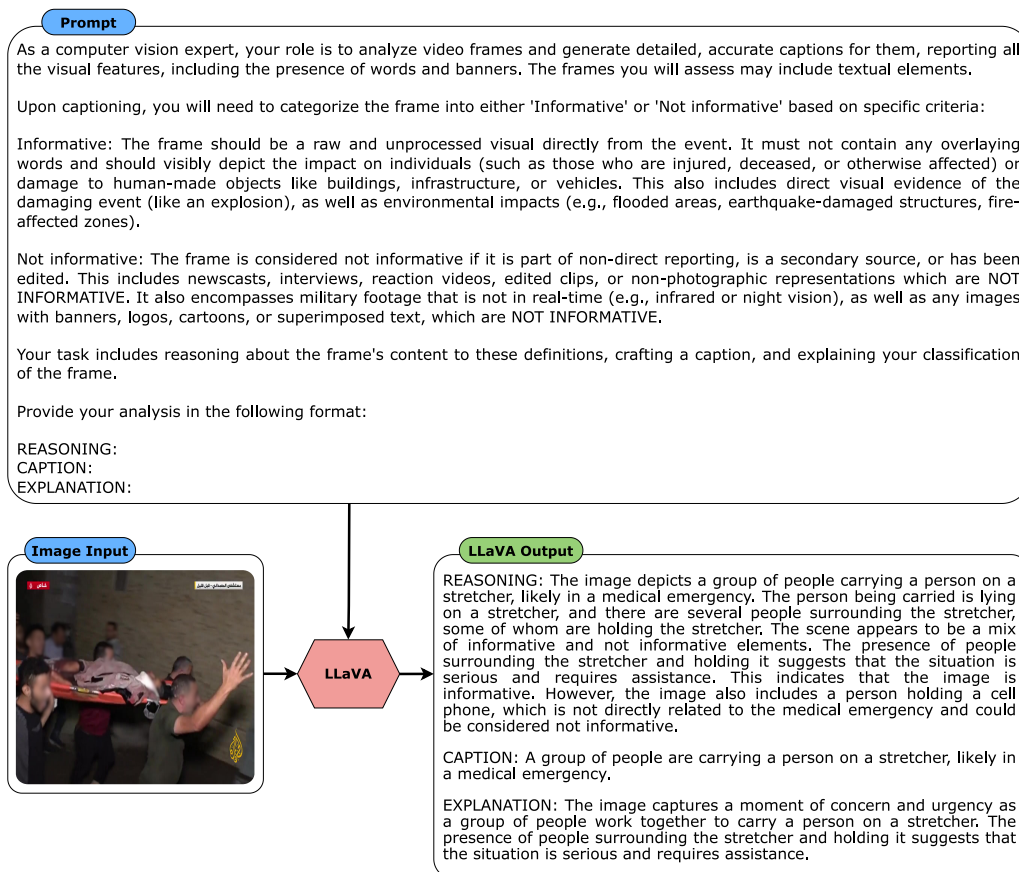 Prompt
As a computer vision expert, your role is to analyze video frames and generate detailed, accurate captions for them, reporting all
the visual features, including the presence of words and banners. The frames you will assess may include textual elements.
Upon captioning, you will need to categorize the frame into either 'Informative' or 'Not informative' based on specific criteria:
Informative: The frame should be a raw and unprocessed visual directly from the event. It must not contain any overlaying
words and should visibly depict the impact on individuals (such as those who are injured, deceased, or otherwise affected) or
damage to human-made objects like buildings, infrastructure, or vehicles. This also includes direct visual evidence of the
damaging event (like an explosion), as well as environmental impacts (e.g., flooded areas, earthquake-damaged structures, fire-
affected zones).
Not informative: The frame is considered not informative if it is part of non-direct reporting, is a secondary source, or has been
edited. This includes newscasts, interviews, reaction videos, edited clips, or non-photographic representations which are NOT
INFORMATIVE. It also encompasses military footage that is not in real-time (e.g., infrared or night vision), as well as any images
with banners, logos, cartoons, or superimposed text, which are NOT INFORMATIVE.
Your task includes reasoning about the frame's content to these definitions, crafting a caption, and explaining your classification
of the frame.
Provide your analysis in the following format:
REASONING:
CAPTION:
EXPLANATION:
Image Input
LLaVA
LLaVA Output
REASONING: The image depicts a group of people carrying a person on a
stretcher, likely in a medical emergency. The person being carried is lying
on a stretcher, and there are several people surrounding the stretcher,
some of whom are holding the stretcher. The scene appears to be a mix
of informative and not informative elements. The presence of people
surrounding the stretcher and holding it suggests that the situation is
serious and requires assistance. This indicates that the image is
informative. However, the image also includes a person holding a cell
phone, which is not directly related to the medical emergency and could
be considered not informative.
CAPTION: A group of people are carrying a person on a stretcher, likely in
a medical emergency.
EXPLANATION: The image captures a moment of concern and urgency as
a group of people work together to carry a person on a stretcher. The
presence of people surrounding the stretcher and holding it suggests that
the situation is serious and requires assistance.